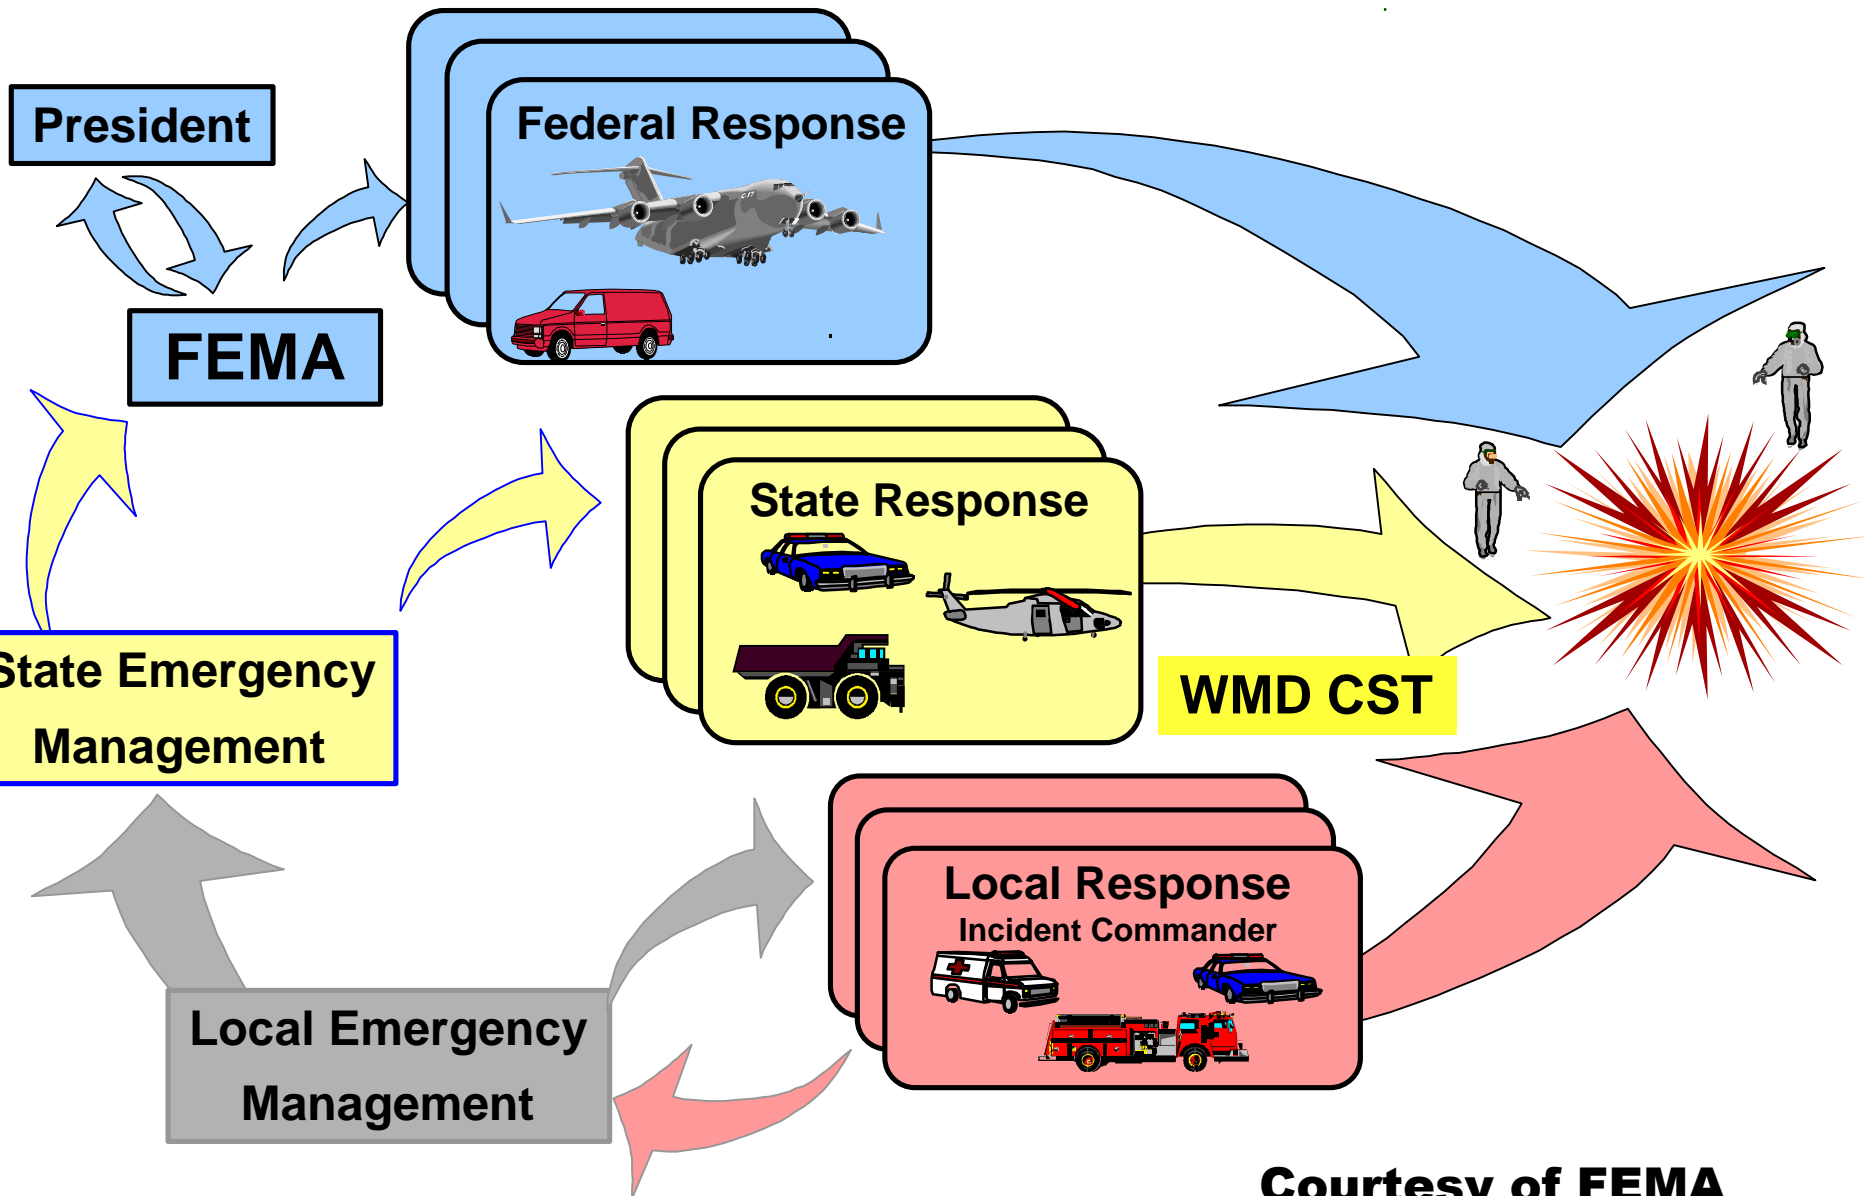 President
Federal Response
FEMA
State Response
State Emergency
Management
WMD CST
Local Response
Incident Commander
Local Emergency
Management
Courtesy of FEMA